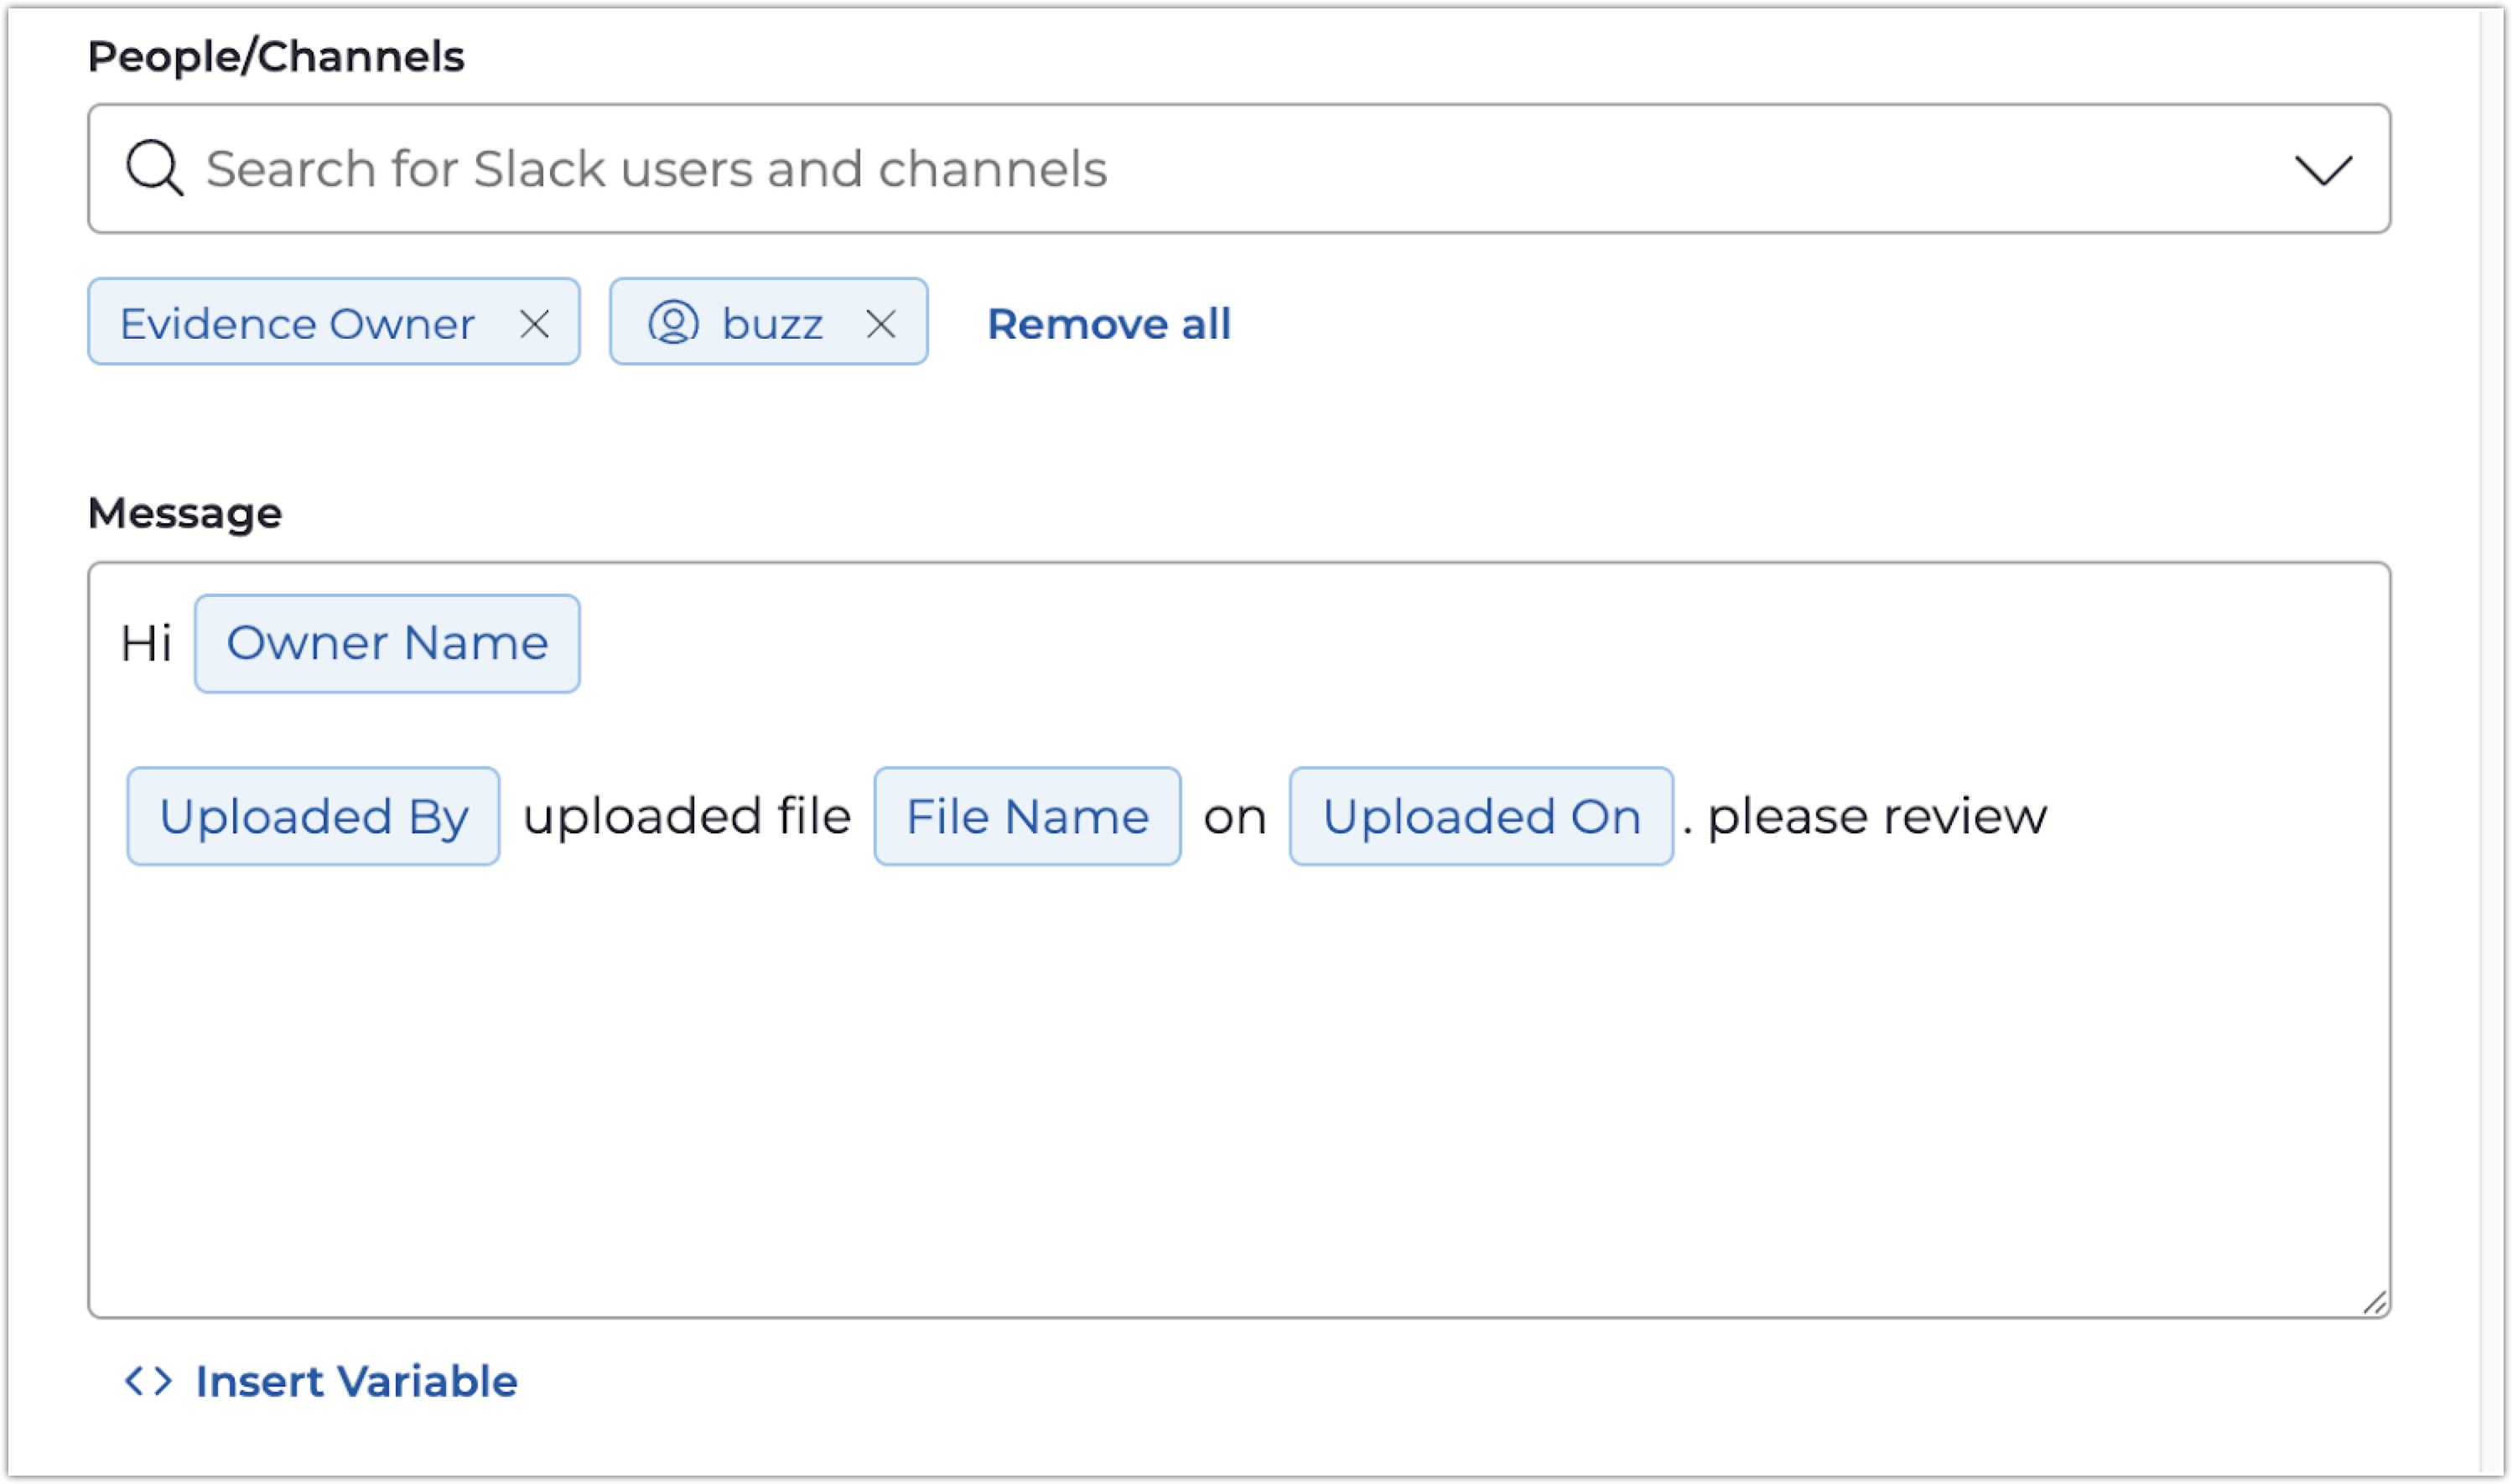 People/Channels
Search for Slack users and channels
Evidence Owner buzz Remove all
Message
Hi Owner Name
Uploaded By uploaded file File Name on Uploaded On . please review
<> Insert Variable